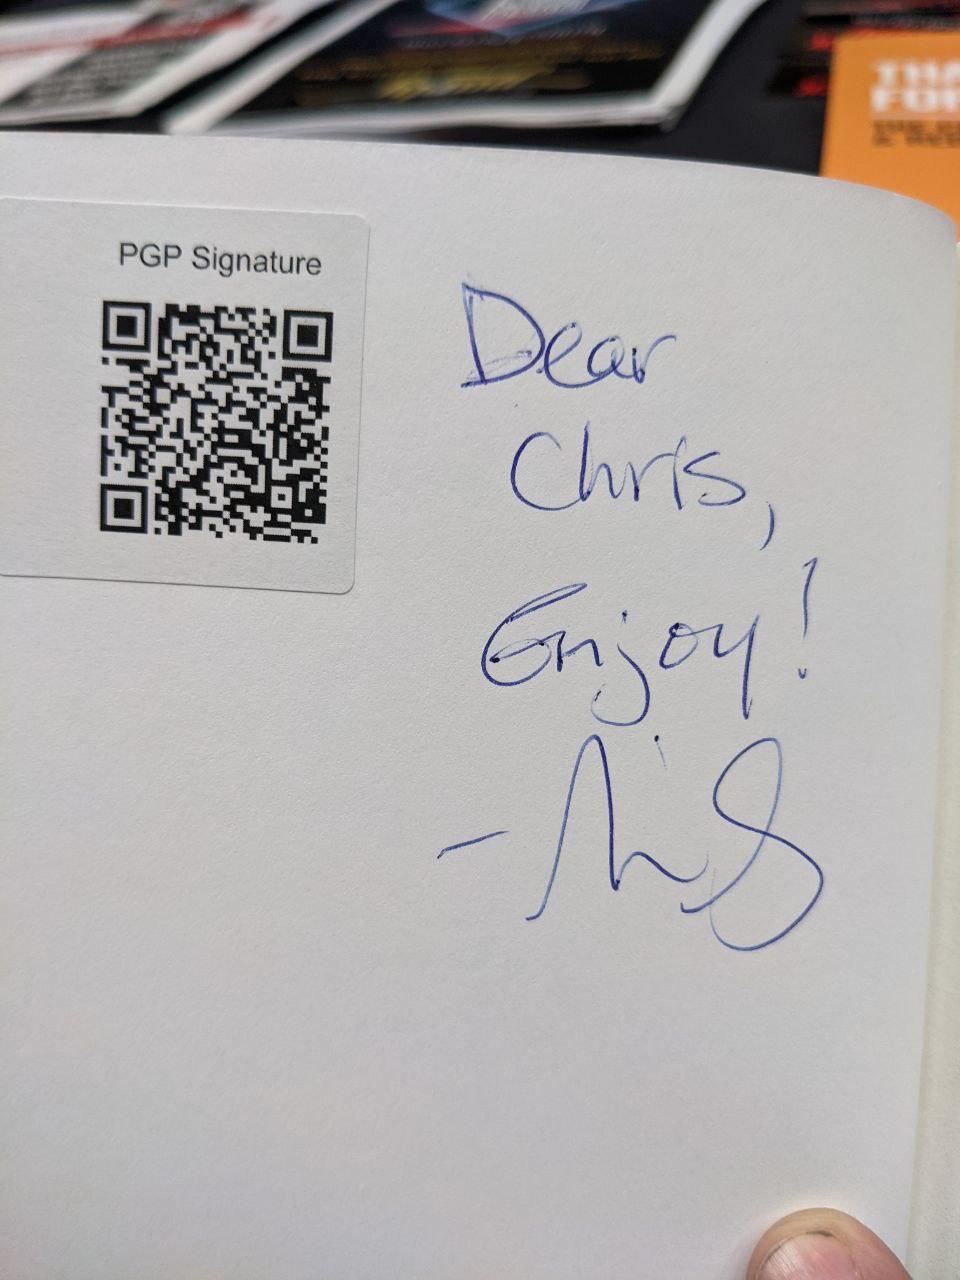 PGP Signature
Dear
Chris,
Enjoy!